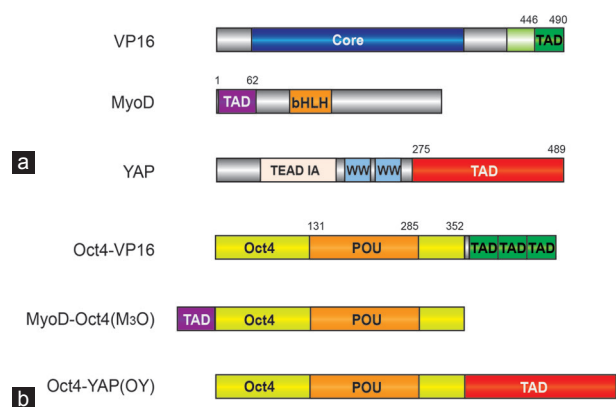 446 490
VP16 Core TAD
1 62
MyoD TAD bHLH
275 489
a YAP TEAD IA WW WW TAD
131 285 352
Oct4-VP16 Oct4 POU TAD TAD TAD
MyoD-Oct4(M3O) TAD Oct4 POU
b Oct4-YAP(OY) Oct4 POU TAD